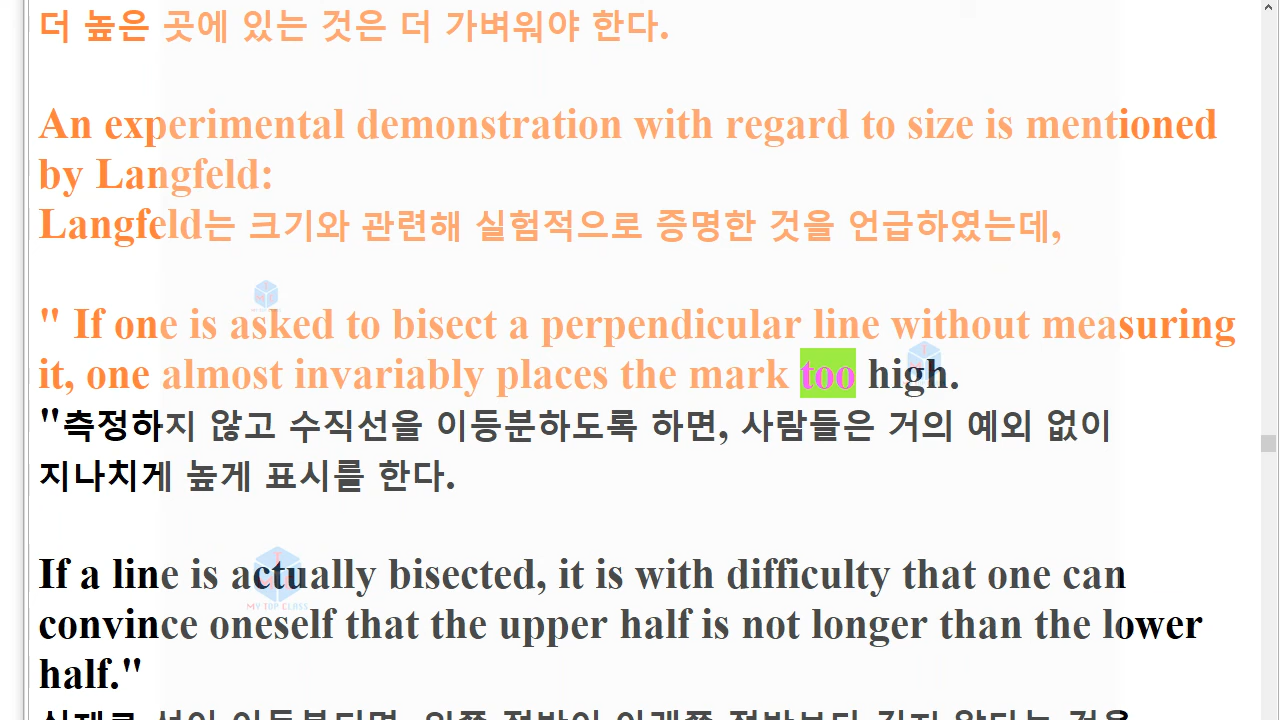 더 높은 곳에 있는 것은 더 가벼워야 한다.
An experimental demonstration with regard to size is mentioned
by Langfeld:
Langfeld는 크기와 관련해 실험적으로 증명한 것을 언급하였는데,
" If one is asked to bisect a perpendicular line without measuring
it, one almost invariably places the mark too high.
"측정하지 않고 수직선을 이등분하도록 하면, 사람들은 거의 예외 없이
지나치게 높게 표시를 한다.
If a line is actually bisected, it is with difficulty that one can
MY TOP CLASS
convince oneself that the upper half is not longer than the lower
half."